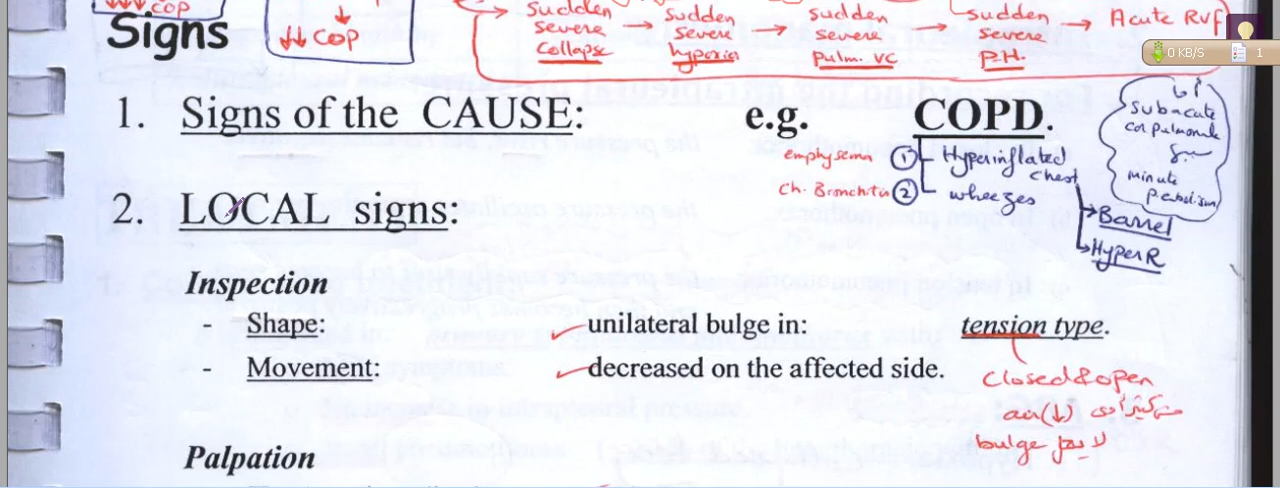 ↓↓↓ cop
↓
↓↓ cop
Signs
→ Sudden severe Collapse → Sudden severe hypoxia → Sudden severe pulm. VC → sudden severe P.H. → Acute RVF
0 KB/S 1
1. Signs of the CAUSE: e.g. COPD.
emphysema ① Hyperinflated chest
Ch. Bronchitis ② wheezes
→ Barrel
→ Hyper R
subacute
cor pulmonale
minute
embolism
2. LOCAL signs:
Inspection
- Shape: unilateral bulge in: tension type.
- Movement: decreased on the affected side.
closed & open
air (↓)
bulge
Palpation